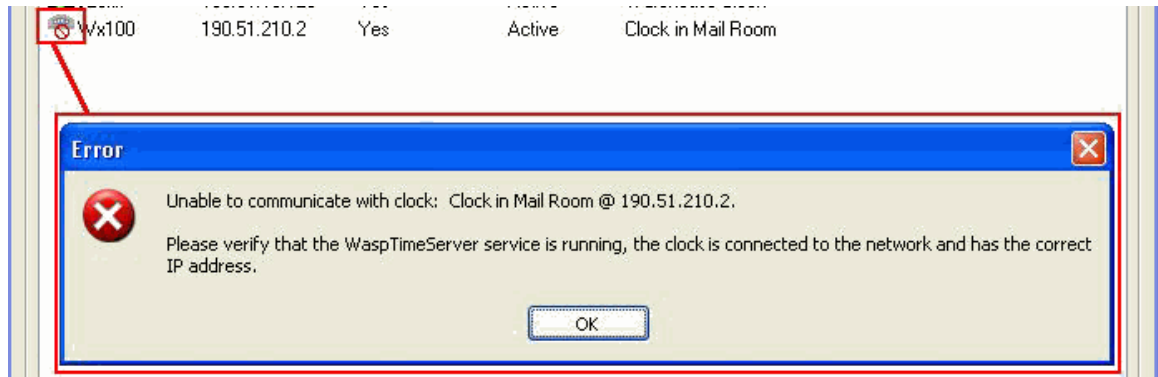 Wx100 190.51.210.2 Yes Active Clock in Mail Room
Error
Unable to communicate with clock: Clock in Mail Room @ 190.51.210.2.
Please verify that the WaspTimeServer service is running, the clock is connected to the network and has the correct
IP address.
OK